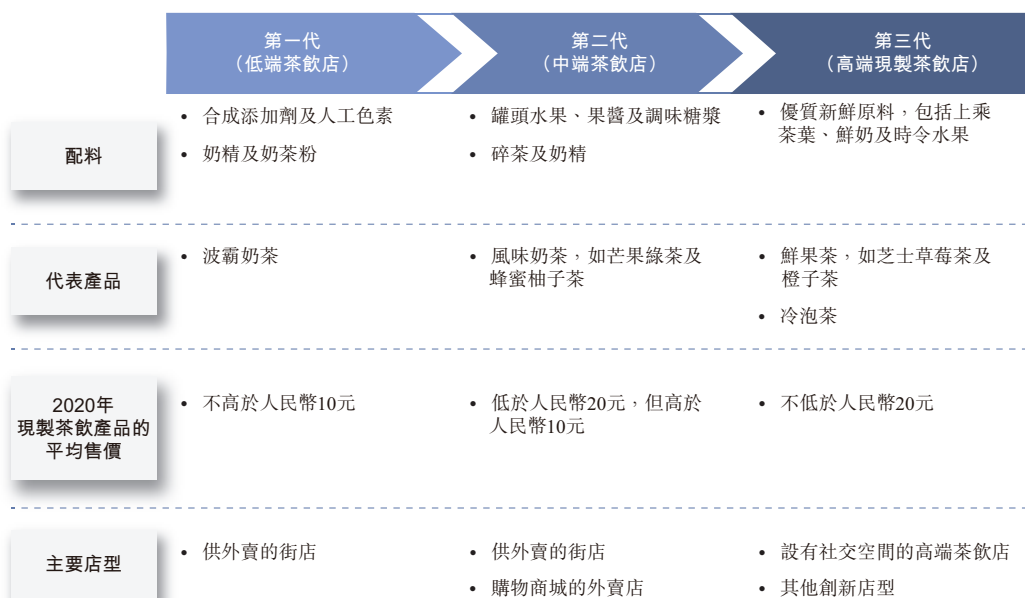 第一代
（低端茶飲店）
第二代
（中端茶飲店）
第三代
（高端現製茶飲店）
配料
• 合成添加劑及人工色素
• 奶精及奶茶粉
• 罐頭水果、果醬及調味糖漿
• 碎茶及奶精
• 優質新鮮原料，包括上乘
茶葉、鮮奶及時令水果
代表產品
• 波霸奶茶
• 風味奶茶，如芒果綠茶及
蜂蜜柚子茶
• 鮮果茶，如芝士草莓茶及
橙子茶
• 冷泡茶
2020年
現製茶飲產品的
平均售價
• 不高於人民幣10元
• 低於人民幣20元，但高於
人民幣10元
• 不低於人民幣20元
主要店型
• 供外賣的街店
• 供外賣的街店
• 購物商城的外賣店
• 設有社交空間的高端茶飲店
• 其他創新店型